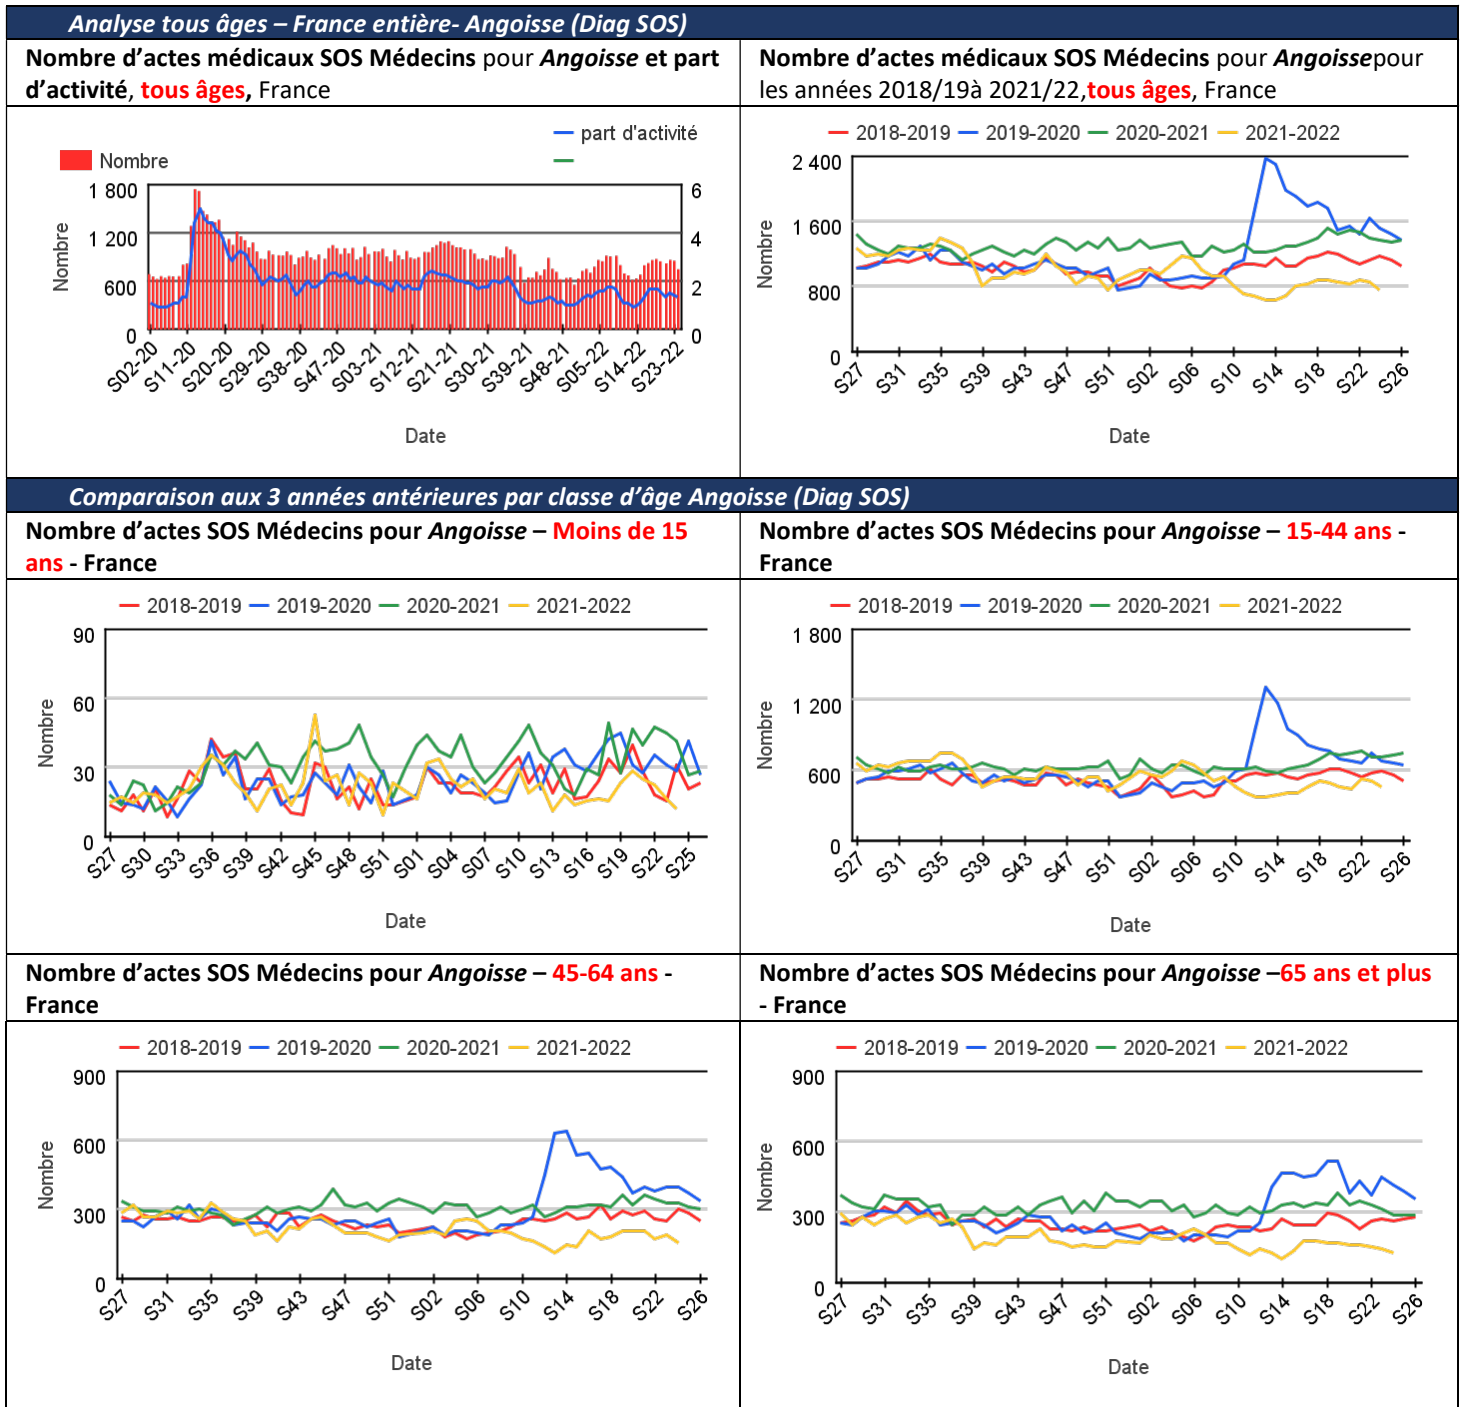 Analyse tous âges – France entière- Angoisse (Diag SOS)
Nombre d’actes médicaux SOS Médecins pour Angoisse et part
d’activité, tous âges, France
Nombre d’actes médicaux SOS Médecins pour Angoissepour
les années 2018/19à 2021/22,tous âges, France
part d'activité
Nombre
1 800
1 200
600
0
6
4
2
0
Nombre
S02-20
S11-20
S20-20
S29-20
S38-20
S47-20
S03-21
S12-21
S21-21
S30-21
S39-21
S48-21
S05-22
S14-22
S23-22
Date
2018-2019
2019-2020
2020-2021
2021-2022
2 400
1 600
800
0
Nombre
S27
S31
S35
S39
S43
S47
S51
S02
S06
S10
S14
S18
S22
S26
Date
Comparaison aux 3 années antérieures par classe d’âge Angoisse (Diag SOS)
Nombre d’actes SOS Médecins pour Angoisse – Moins de 15
ans - France
Nombre d’actes SOS Médecins pour Angoisse – 15-44 ans -
France
2018-2019
2019-2020
2020-2021
2021-2022
90
60
30
0
Nombre
S27
S30
S33
S36
S39
S42
S45
S48
S51
S01
S04
S07
S10
S13
S16
S19
S22
S25
Date
2018-2019
2019-2020
2020-2021
2021-2022
1 800
1 200
600
0
Nombre
S27
S31
S35
S39
S43
S47
S51
S02
S06
S10
S14
S18
S22
S26
Date
Nombre d’actes SOS Médecins pour Angoisse – 45-64 ans -
France
Nombre d’actes SOS Médecins pour Angoisse –65 ans et plus
- France
2018-2019
2019-2020
2020-2021
2021-2022
900
600
300
0
Nombre
S27
S31
S35
S39
S43
S47
S51
S02
S06
S10
S14
S18
S22
S26
Date
2018-2019
2019-2020
2020-2021
2021-2022
900
600
300
0
Nombre
S27
S31
S35
S39
S43
S47
S51
S02
S06
S10
S14
S18
S22
S26
Date